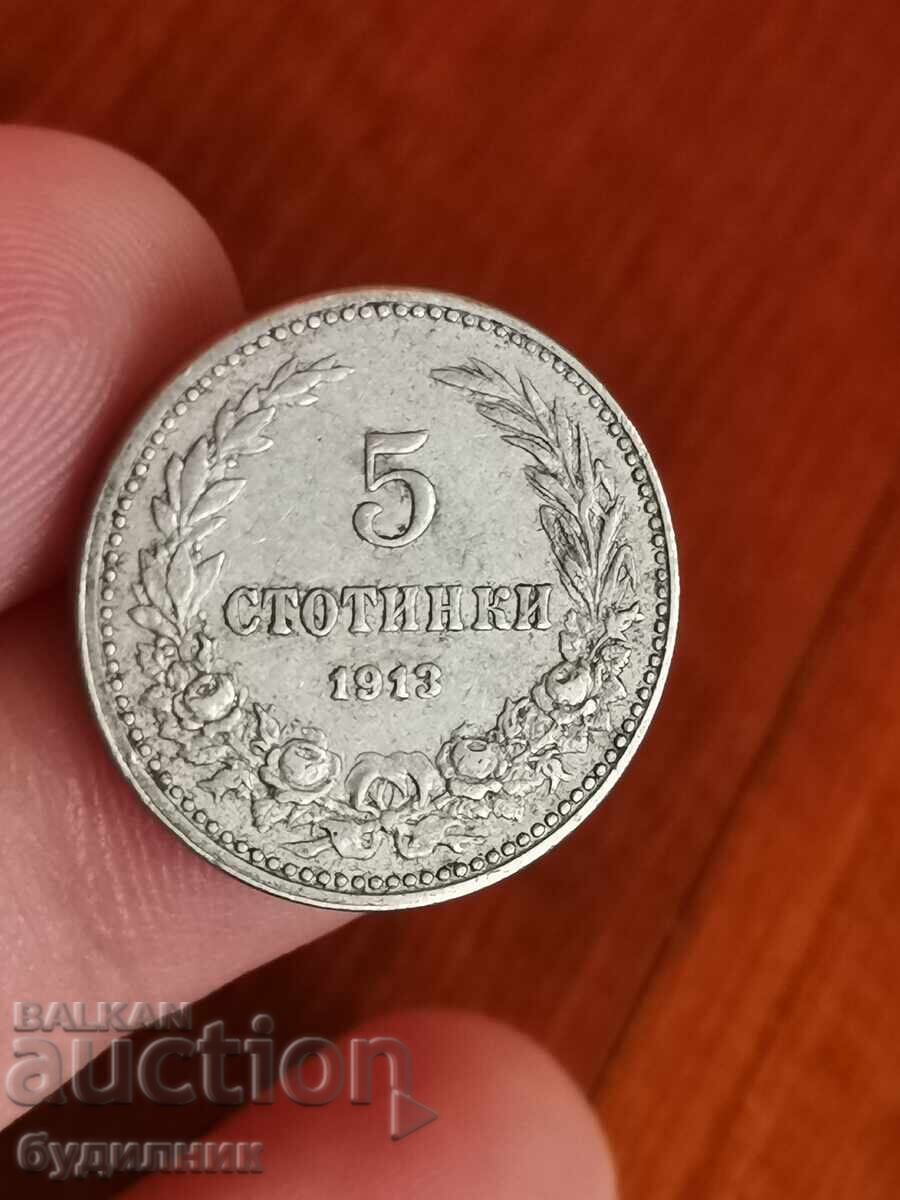 5
СТОТИНКИ
1913
BALKAN
auction
будилник